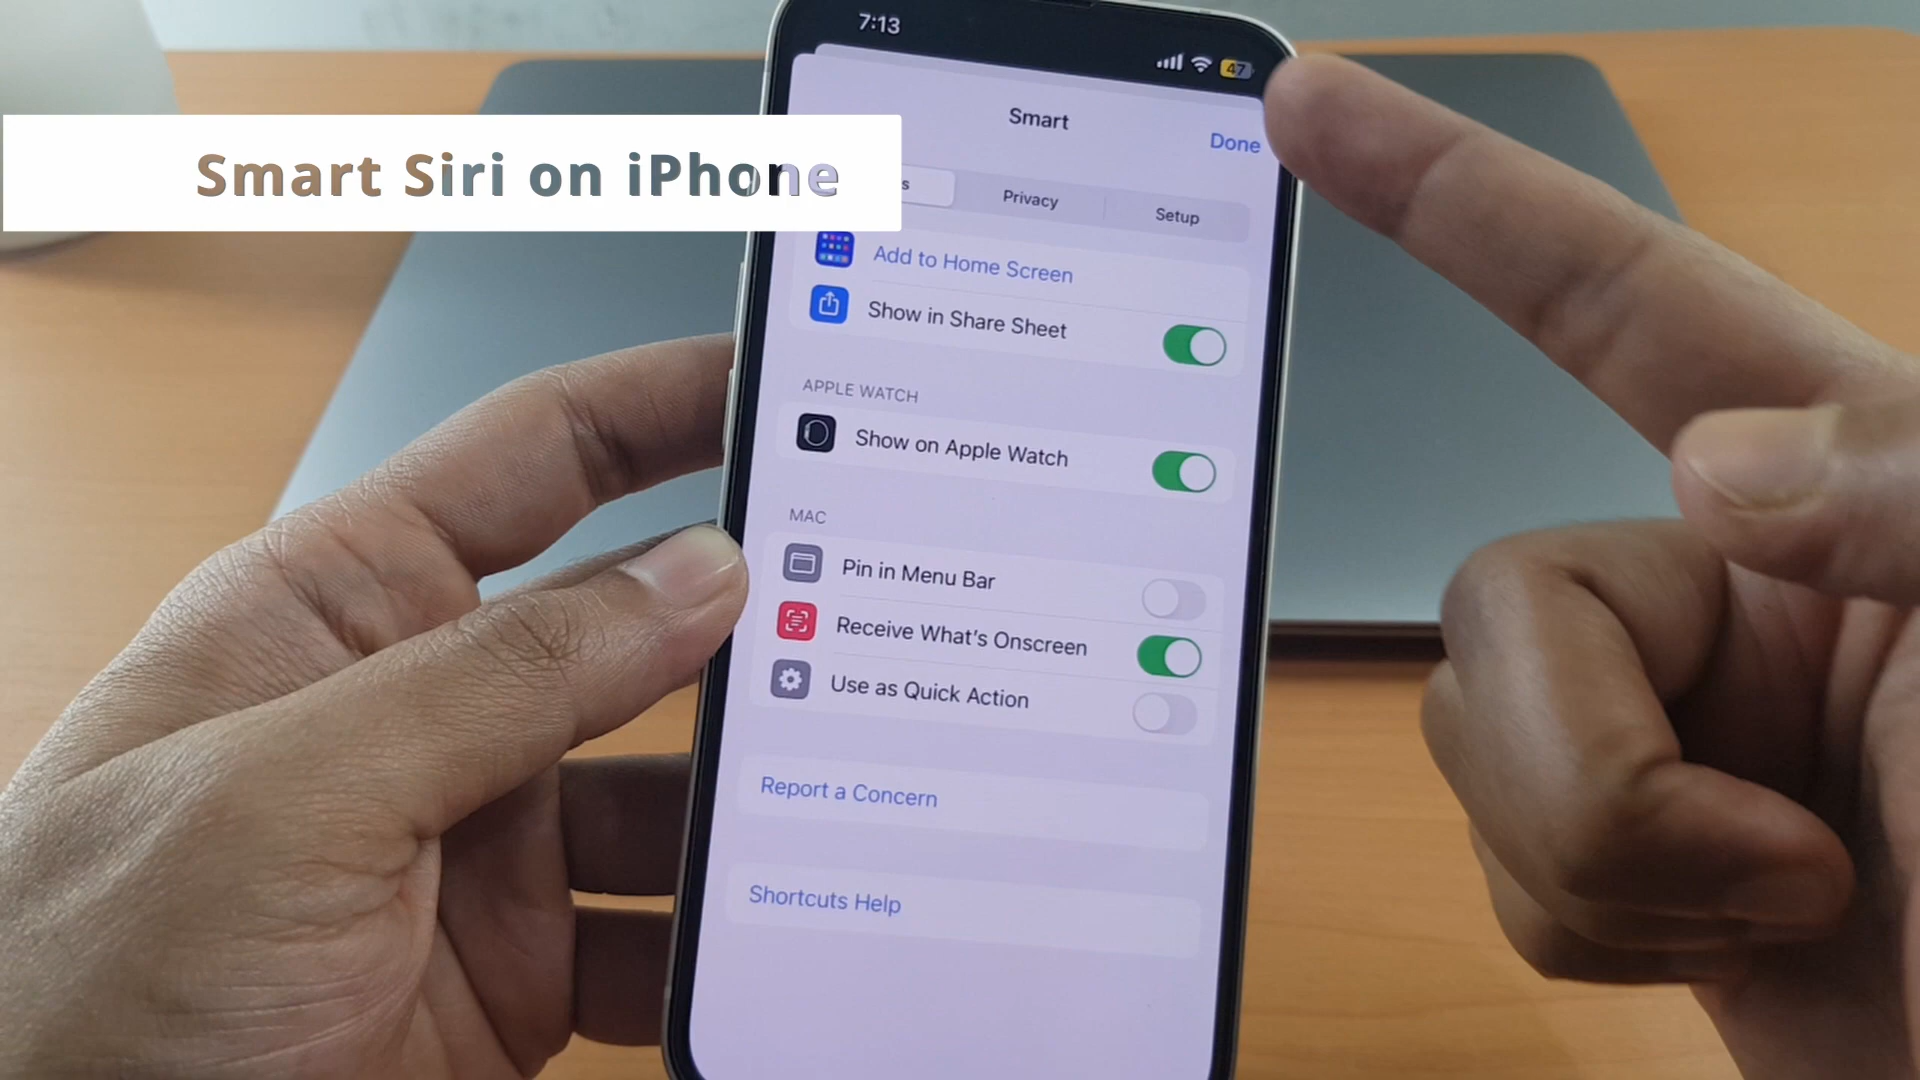 7:13
47
Smart
Done
Smart Siri on iPhone
s
Privacy
Setup
Add to Home Screen
Show in Share Sheet
APPLE WATCH
Show on Apple Watch
MAC
Pin in Menu Bar
Receive What's Onscreen
Use as Quick Action
Report a Concern
Shortcuts Help